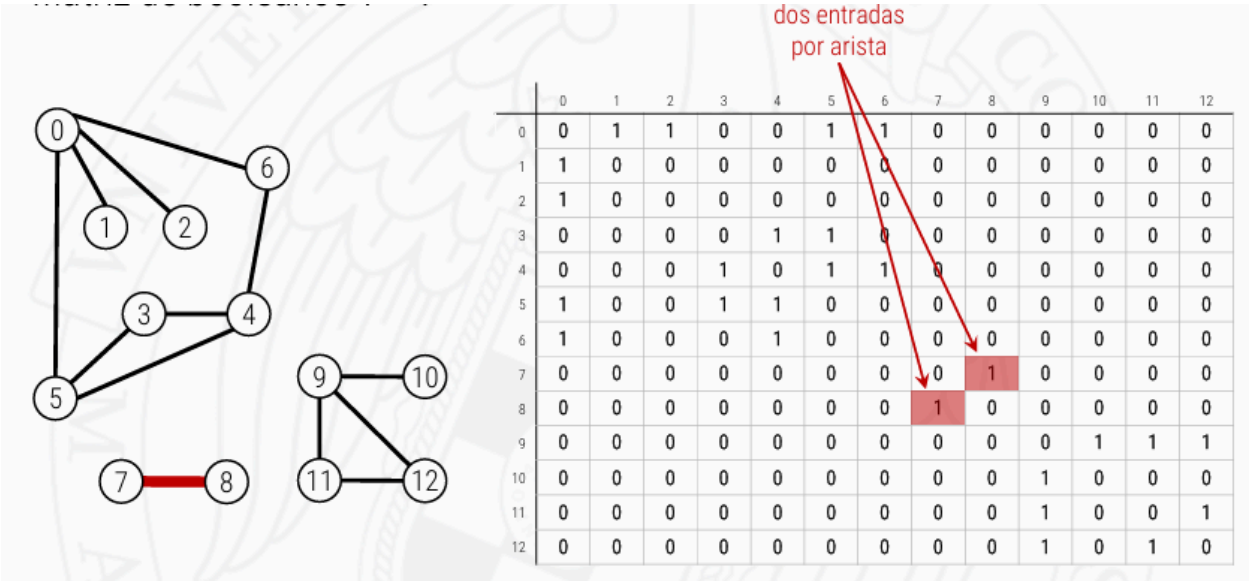 dos entradas
por arista
0
6
1
2
3
4
5
9
10
7
8
11
12
0 1 2 3 4 5 6 7 8 9 10 11 12
0 0 1 1 0 0 1 1 0 0 0 0 0 0
1 1 0 0 0 0 0 0 0 0 0 0 0 0
2 1 0 0 0 0 0 0 0 0 0 0 0 0
3 0 0 0 0 1 1 0 0 0 0 0 0 0
4 0 0 0 1 0 1 1 0 0 0 0 0 0
5 1 0 0 1 1 0 0 0 0 0 0 0 0
6 1 0 0 0 1 0 0 0 0 0 0 0 0
7 0 0 0 0 0 0 0 0 1 0 0 0 0
8 0 0 0 0 0 0 0 1 0 0 0 0 0
9 0 0 0 0 0 0 0 0 0 0 1 1 1
10 0 0 0 0 0 0 0 0 0 1 0 0 0
11 0 0 0 0 0 0 0 0 0 1 0 0 1
12 0 0 0 0 0 0 0 0 0 1 0 1 0